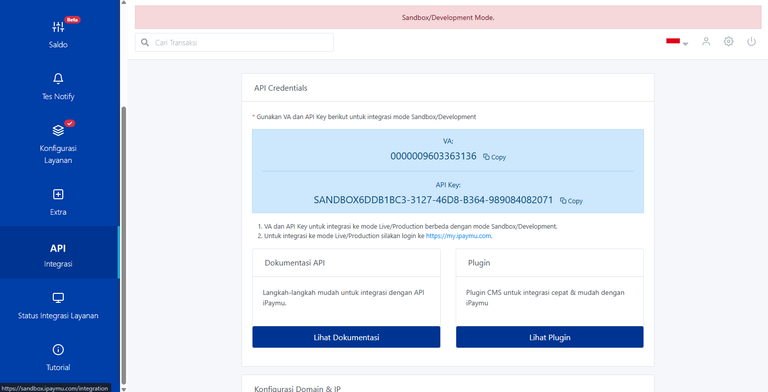 Sandbox/Development Mode.
Beta
Saldo
Tes Notify
Konfigurasi
Layanan
Extra
API
Integrasi
Status Integrasi Layanan
Tutorial
https://sandbox.ipaymu.com/integration
Cari Transaksi
API Credentials
* Gunakan VA dan API Key berikut untuk integrasi mode Sandbox/Development
VA:
0000009603363136 Copy
API Key:
SANDBOX6DDB1BC3-3127-46D8-B364-989084082071 Copy
1. VA dan API Key untuk integrasi ke mode Live/Production berbeda dengan mode Sandbox/Development.
2. Untuk integrasi ke mode Live/Production silakan login ke https://my.ipaymu.com.
Dokumentasi API
Langkah-langkah mudah untuk integrasi dengan API
iPaymu.
Lihat Dokumentasi
Plugin
Plugin CMS untuk integrasi cepat & mudah dengan
iPaymu
Lihat Plugin
Konfigurasi Domain & IP